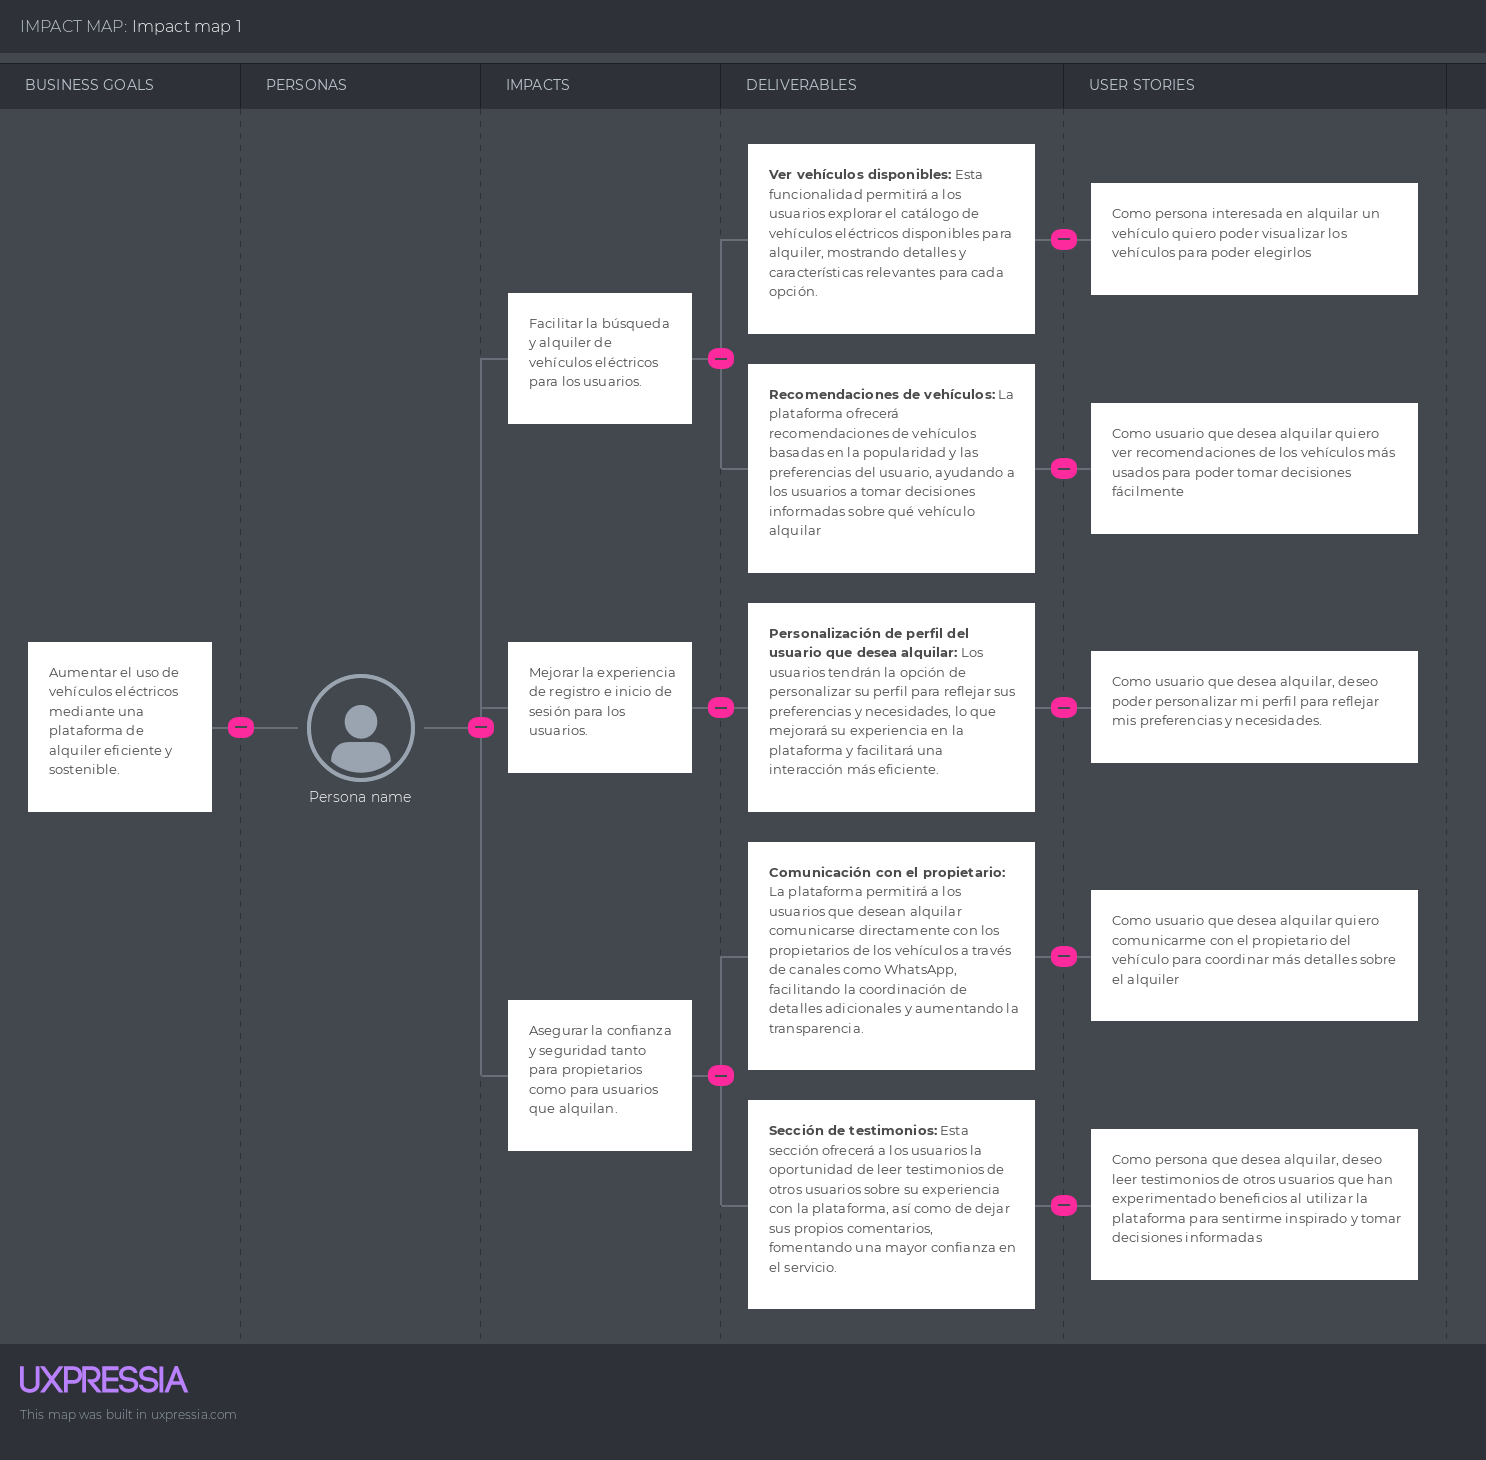 IMPACT MAP: Impact map 1
BUSINESS GOALS
PERSONAS
IMPACTS
DELIVERABLES
USER STORIES
Aumentar el uso de
vehículos eléctricos
mediante una
plataforma de
alquiler eficiente y
sostenible.
Persona name
Facilitar la búsqueda
y alquiler de
vehículos eléctricos
para los usuarios.
Ver vehículos disponibles: Esta
funcionalidad permitirá a los
usuarios explorar el catálogo de
vehículos eléctricos disponibles para
alquiler, mostrando detalles y
características relevantes para cada
opción.
Como persona interesada en alquilar un
vehículo quiero poder visualizar los
vehículos para poder elegirlos
Recomendaciones de vehículos: La
plataforma ofrecerá
recomendaciones de vehículos
basadas en la popularidad y las
preferencias del usuario, ayudando a
los usuarios a tomar decisiones
informadas sobre qué vehículo
alquilar
Como usuario que desea alquilar quiero
ver recomendaciones de los vehículos más
usados para poder tomar decisiones
fácilmente
Mejorar la experiencia
de registro e inicio de
sesión para los
usuarios.
Personalización de perfil del
usuario que desea alquilar: Los
usuarios tendrán la opción de
personalizar su perfil para reflejar sus
preferencias y necesidades, lo que
mejorará su experiencia en la
plataforma y facilitará una
interacción más eficiente.
Como usuario que desea alquilar, deseo
poder personalizar mi perfil para reflejar
mis preferencias y necesidades.
Asegurar la confianza
y seguridad tanto
para propietarios
como para usuarios
que alquilan.
Comunicación con el propietario:
La plataforma permitirá a los
usuarios que desean alquilar
comunicarse directamente con los
propietarios de los vehículos a través
de canales como WhatsApp,
facilitando la coordinación de
detalles adicionales y aumentando la
transparencia.
Como usuario que desea alquilar quiero
comunicarme con el propietario del
vehículo para coordinar más detalles sobre
el alquiler
Sección de testimonios: Esta
sección ofrecerá a los usuarios la
oportunidad de leer testimonios de
otros usuarios sobre su experiencia
con la plataforma, así como de dejar
sus propios comentarios,
fomentando una mayor confianza en
el servicio.
Como persona que desea alquilar, deseo
leer testimonios de otros usuarios que han
experimentado beneficios al utilizar la
plataforma para sentirme inspirado y tomar
decisiones informadas
UXPRESSIA
This map was built in uxpressia.com